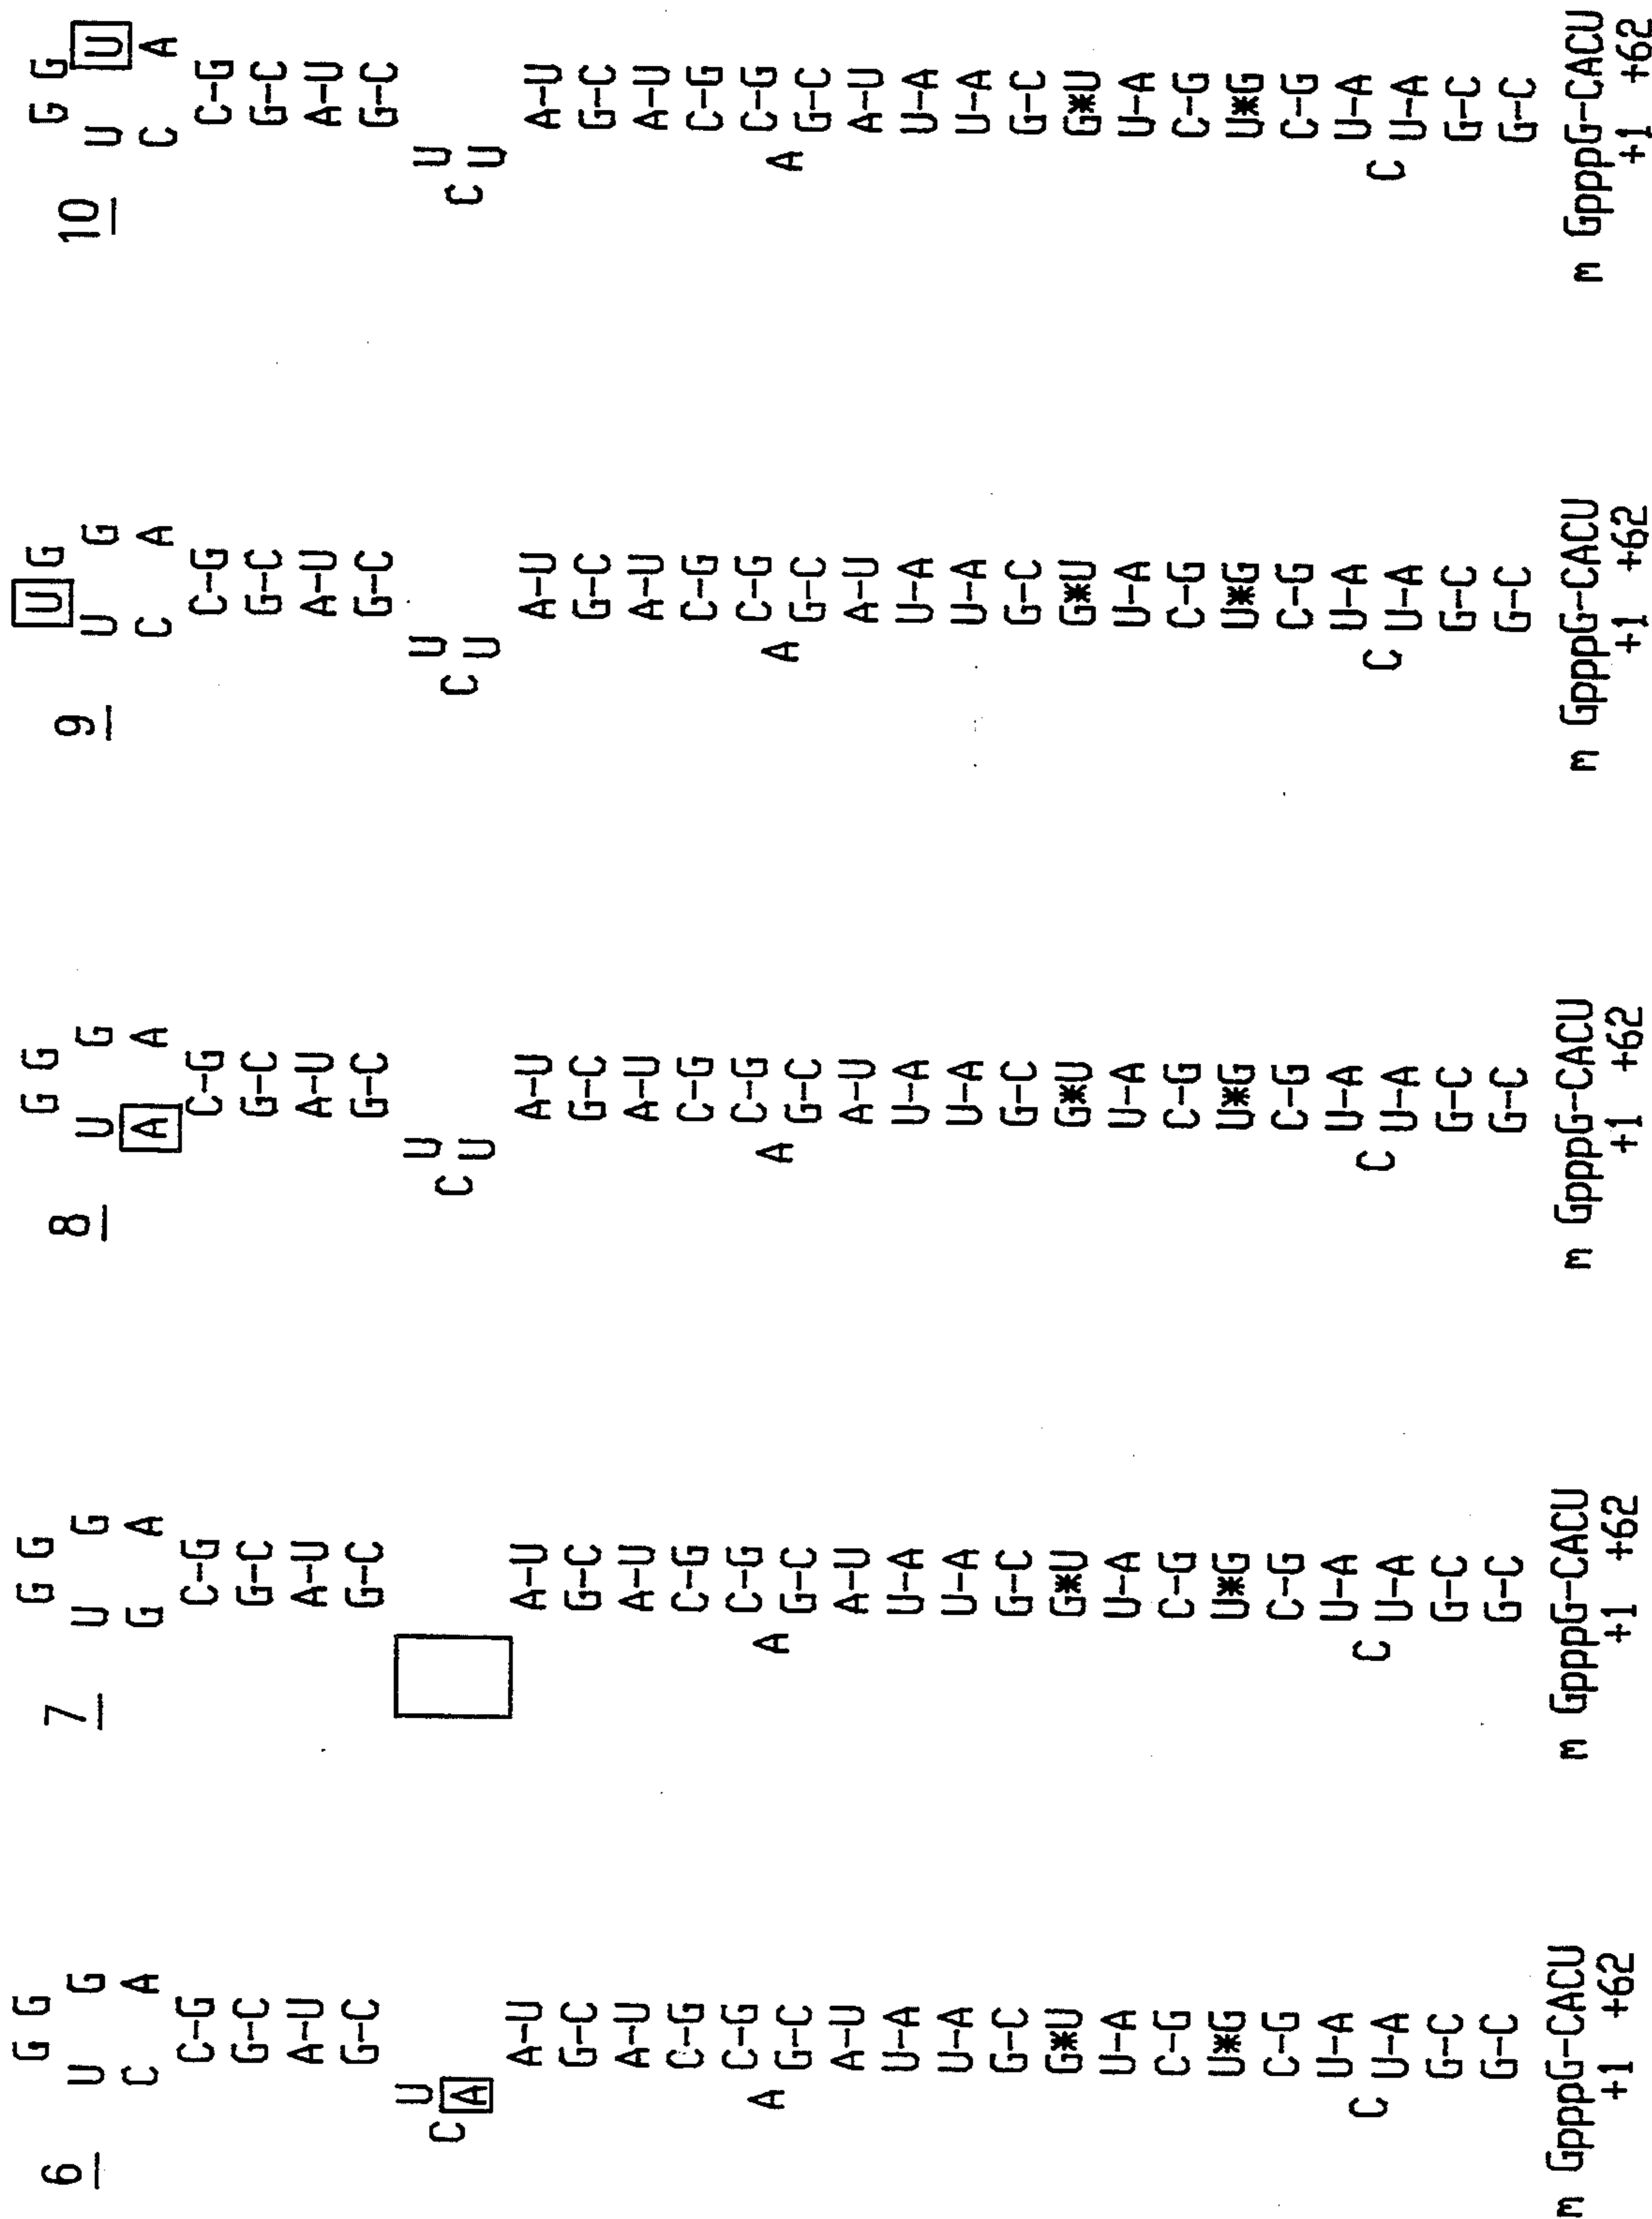 6
G G
U G
C A
C-G
G-C
A-U
G-C
U
C
A
A-U
G-C
A-U
C-G
C-G
A
G-C
A-U
U-A
U-A
G-C
G*U
U-A
C-G
U*G
C-G
U-A
C
U-A
G-C
G-C
m GpppG-CACU
+1 +62
7
G G
U G
G A
C-G
G-C
A-U
G-C
A-U
G-C
A-U
C-G
C-G
A
G-C
A-U
U-A
U-A
G-C
G*U
U-A
C-G
U*G
C-G
U-A
C
U-A
G-C
G-C
m GpppG-CACU
+1 +62
8
G G
U G
A A
C-G
G-C
A-U
G-C
U
C
U
A-U
G-C
A-U
C-G
C-G
A
G-C
A-U
U-A
U-A
G-C
G*U
U-A
C-G
U*G
C-G
U-A
C
U-A
G-C
G-C
m GpppG-CACU
+1 +62
9
U G
U G
C A
C-G
G-C
A-U
G-C
U
C
U
A-U
G-C
A-U
C-G
C-G
A
G-C
A-U
U-A
U-A
G-C
G*U
U-A
C-G
U*G
C-G
U-A
C
U-A
G-C
G-C
m GpppG-CACU
+1 +62
10
G G
U U
C A
C-G
G-C
A-U
G-C
U
C
U
A-U
G-C
A-U
C-G
C-G
A
G-C
A-U
U-A
U-A
G-C
G*U
U-A
C-G
U*G
C-G
U-A
C
U-A
G-C
G-C
m GpppG-CACU
+1 +62